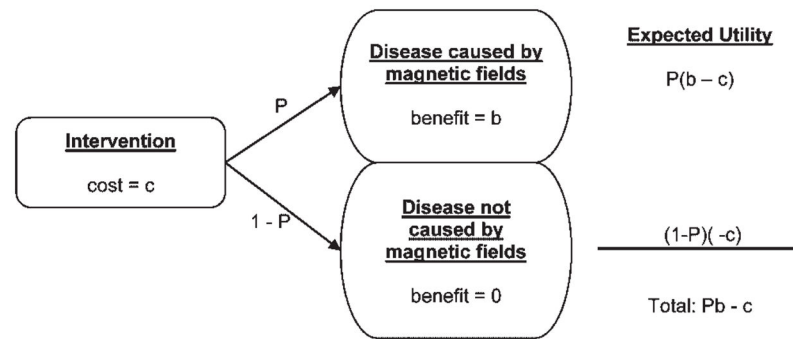 Intervention
cost = c
P
1 - P
Disease caused by
magnetic fields
benefit = b
Disease not
caused by
magnetic fields
benefit = 0
Expected Utility
P(b – c)
(1-P)( -c)
Total: Pb - c